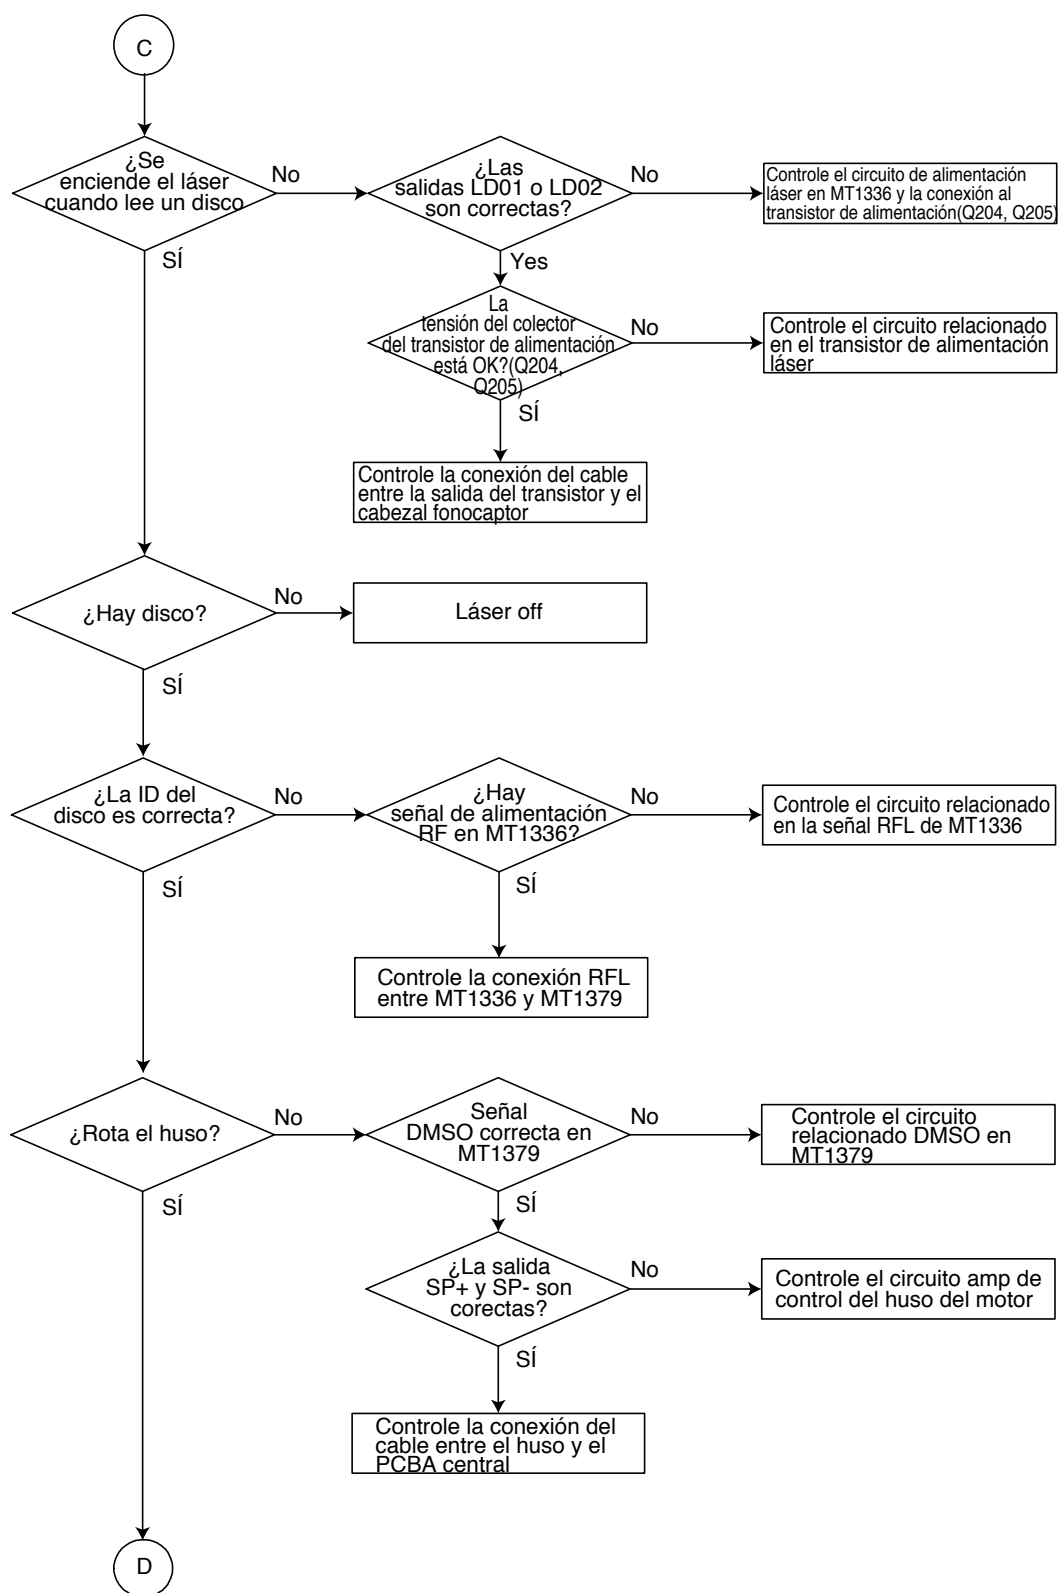 C
¿Se
enciende el láser
cuando lee un disco
No
¿Las
salidas LD01 o LD02
son correctas?
No
Controle el circuito de alimentación
láser en MT1336 y la conexión al
transistor de alimentación(Q204, Q205)
SÍ
Yes
La
tensión del colector
del transistor de alimentación
está OK?(Q204,
Q205)
No
Controle el circuito relacionado
en el transistor de alimentación
láser
SÍ
Controle la conexión del cable
entre la salida del transistor y el
cabezal fonocaptor
¿Hay disco?
No
Láser off
SÍ
¿La ID del
disco es correcta?
No
¿Hay
señal de alimentación
RF en MT1336?
No
Controle el circuito relacionado
en la señal RFL de MT1336
SÍ
SÍ
Controle la conexión RFL
entre MT1336 y MT1379
¿Rota el huso?
No
Señal
DMSO correcta en
MT1379
No
Controle el circuito
relacionado DMSO en
MT1379
SÍ
SÍ
¿La salida
SP+ y SP- son
corectas?
No
Controle el circuito amp de
control del huso del motor
SÍ
Controle la conexión del
cable entre el huso y el
PCBA central
D